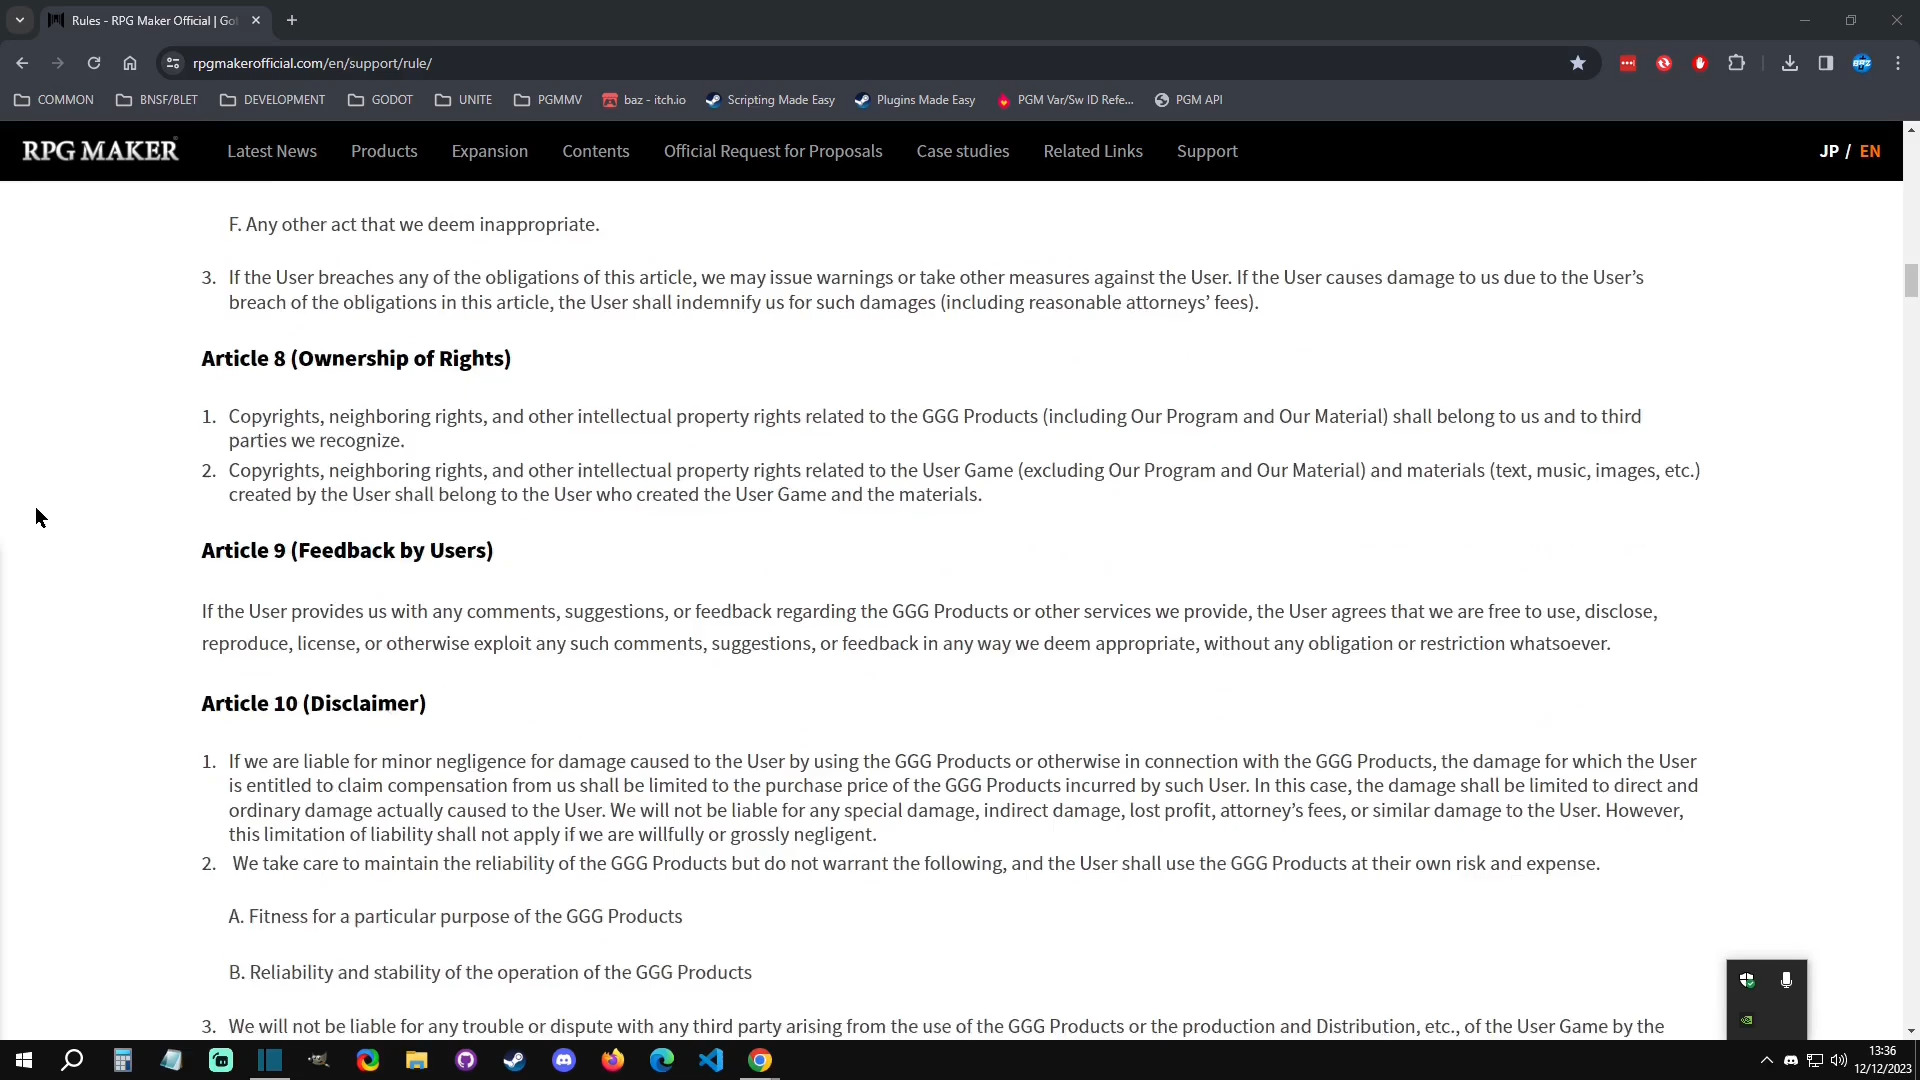 Rules - RPG Maker Official | Got
rpgmakerofficial.com/en/support/rule/
COMMON BNSF/BLET DEVELOPMENT GODOT UNITE PGMMV baz - itch.io Scripting Made Easy Plugins Made Easy PGM Var/Sw ID Refe... PGM API
RPG MAKER Latest News Products Expansion Contents Official Request for Proposals Case studies Related Links Support JP / EN
F. Any other act that we deem inappropriate.
3. If the User breaches any of the obligations of this article, we may issue warnings or take other measures against the User. If the User causes damage to us due to the User’s
breach of the obligations in this article, the User shall indemnify us for such damages (including reasonable attorneys’ fees).
Article 8 (Ownership of Rights)
1. Copyrights, neighboring rights, and other intellectual property rights related to the GGG Products (including Our Program and Our Material) shall belong to us and to third
parties we recognize.
2. Copyrights, neighboring rights, and other intellectual property rights related to the User Game (excluding Our Program and Our Material) and materials (text, music, images, etc.)
created by the User shall belong to the User who created the User Game and the materials.
Article 9 (Feedback by Users)
If the User provides us with any comments, suggestions, or feedback regarding the GGG Products or other services we provide, the User agrees that we are free to use, disclose,
reproduce, license, or otherwise exploit any such comments, suggestions, or feedback in any way we deem appropriate, without any obligation or restriction whatsoever.
Article 10 (Disclaimer)
1. If we are liable for minor negligence for damage caused to the User by using the GGG Products or otherwise in connection with the GGG Products, the damage for which the User
is entitled to claim compensation from us shall be limited to the purchase price of the GGG Products incurred by such User. In this case, the damage shall be limited to direct and
ordinary damage actually caused to the User. We will not be liable for any special damage, indirect damage, lost profit, attorney’s fees, or similar damage to the User. However,
this limitation of liability shall not apply if we are willfully or grossly negligent.
2. We take care to maintain the reliability of the GGG Products but do not warrant the following, and the User shall use the GGG Products at their own risk and expense.
A. Fitness for a particular purpose of the GGG Products
B. Reliability and stability of the operation of the GGG Products
3. We will not be liable for any trouble or dispute with any third party arising from the use of the GGG Products or the production and Distribution, etc., of the User Game by the
13:36
12/12/2023